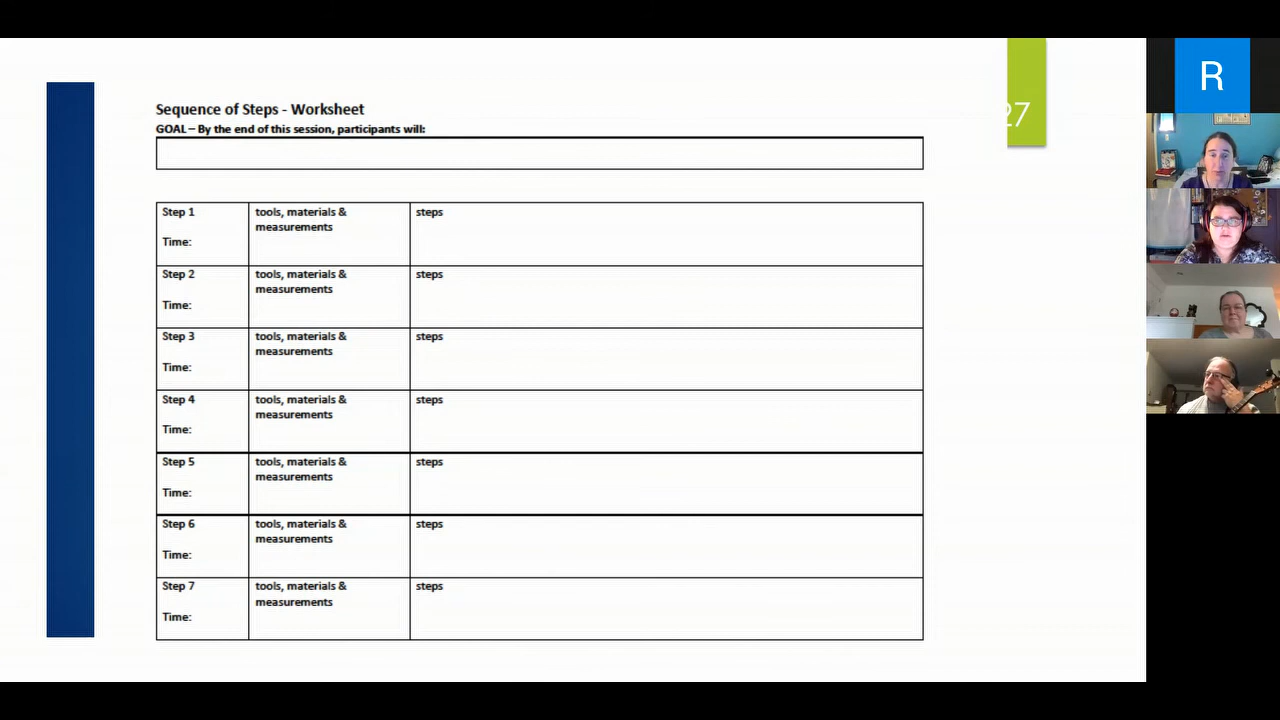 Sequence of Steps - Worksheet
GOAL – By the end of this session, participants will:
27
R
Step 1
Time:
tools, materials &
measurements
steps
Step 2
Time:
tools, materials &
measurements
steps
Step 3
Time:
tools, materials &
measurements
steps
Step 4
Time:
tools, materials &
measurements
steps
Step 5
Time:
tools, materials &
measurements
steps
Step 6
Time:
tools, materials &
measurements
steps
Step 7
Time:
tools, materials &
measurements
steps